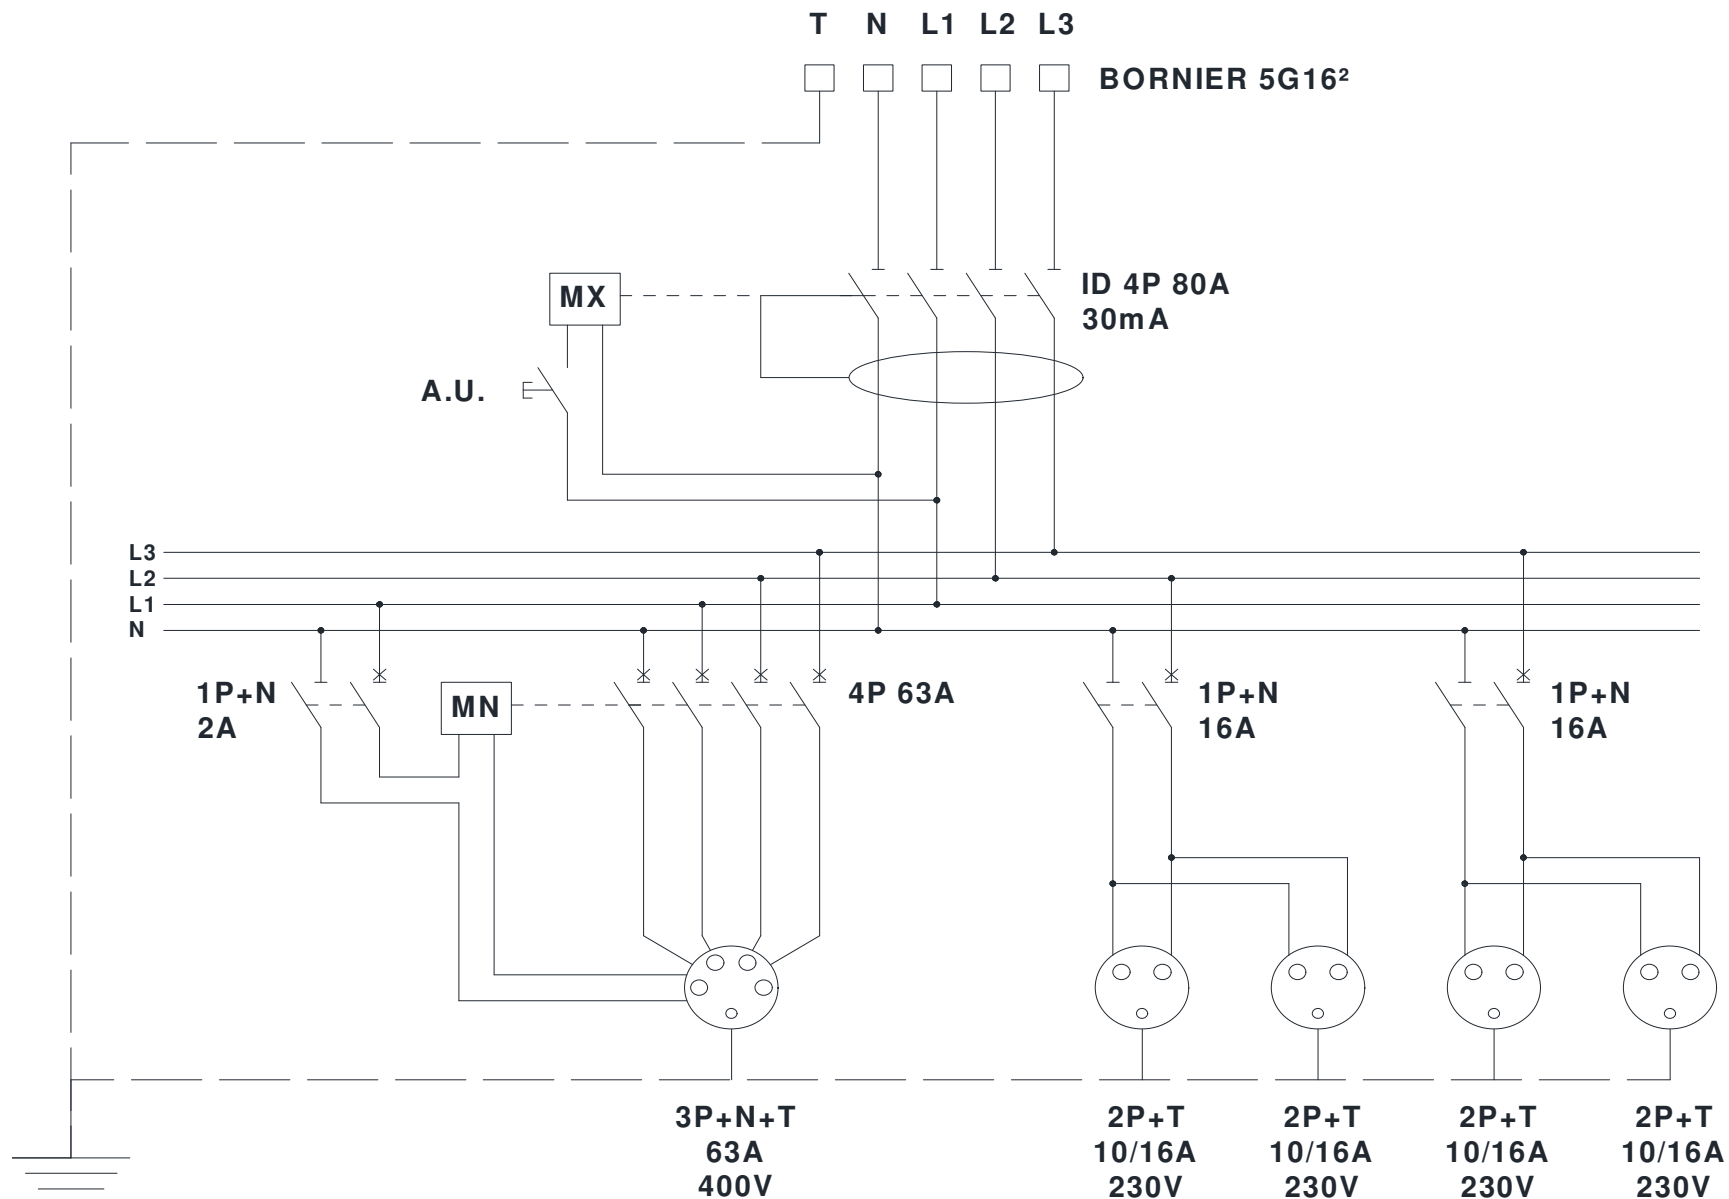 T N L1 L2 L3
BORNIER 5G16²
MX
ID 4P 80A
30mA
A.U.
L3
L2
L1
N
1P+N
2A
MN
4P 63A
1P+N
16A
1P+N
16A
3P+N+T
63A
400V
2P+T
10/16A
230V
2P+T
10/16A
230V
2P+T
10/16A
230V
2P+T
10/16A
230V